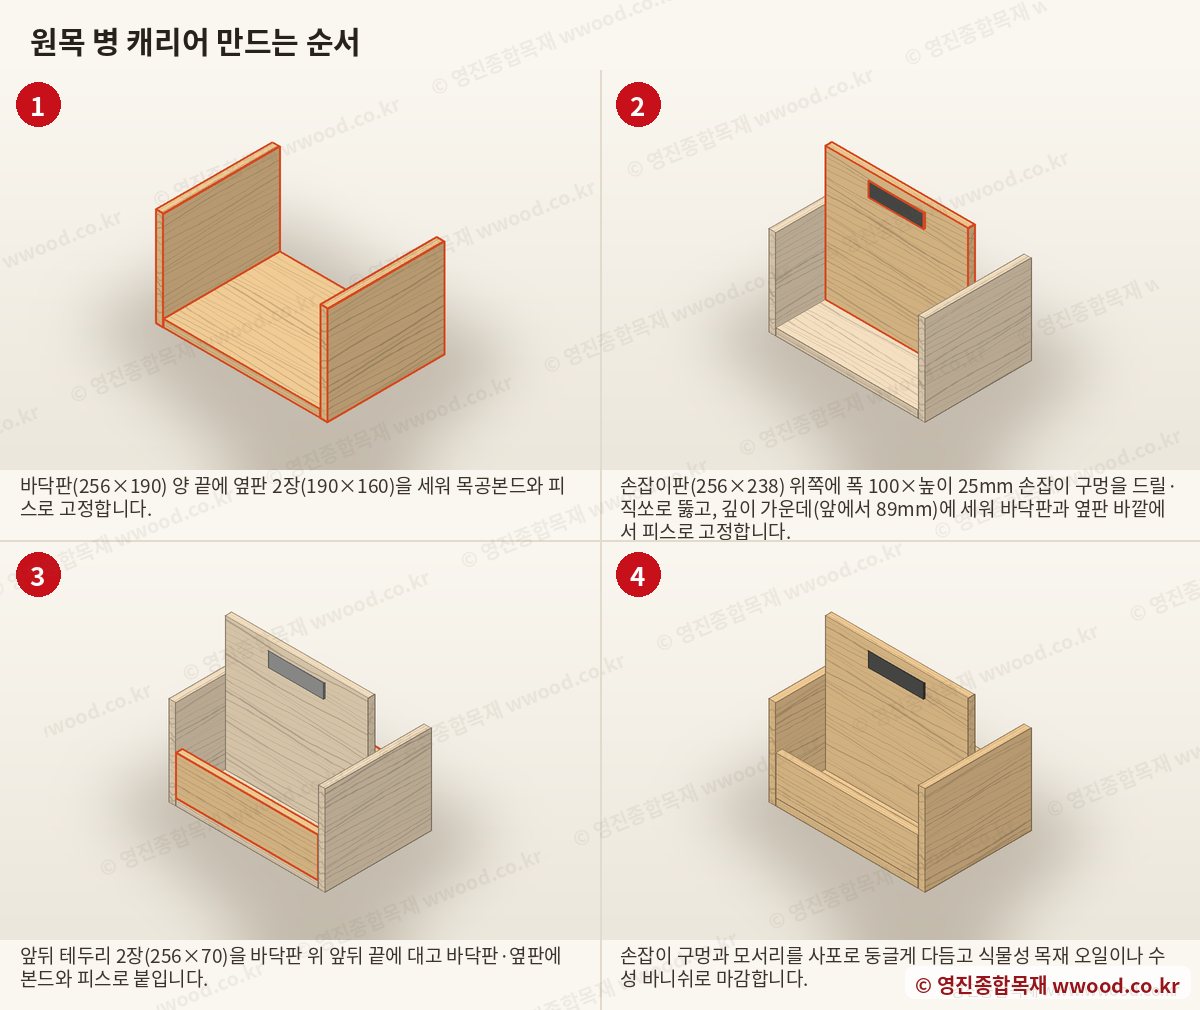 원목 병 캐리어 만드는 순서
1
바닥판(256×190) 양 끝에 옆판 2장(190×160)을 세워 목공본드와 피
스로 고정합니다.
2
손잡이판(256×238) 위쪽에 폭 100×높이 25mm 손잡이 구멍을 드릴·
직쏘로 뚫고, 깊이 가운데(앞에서 89mm)에 세워 바닥판과 옆판 바깥에
서 피스로 고정합니다.
3
앞뒤 테두리 2장(256×70)을 바닥판 위 앞뒤 끝에 대고 바닥판·옆판에
본드와 피스로 붙입니다.
4
손잡이 구멍과 모서리를 사포로 둥글게 다듬고 식물성 목재 오일이나 수
성 바니쉬로 마감합니다.
© 영진종합목재 wwood.co.kr